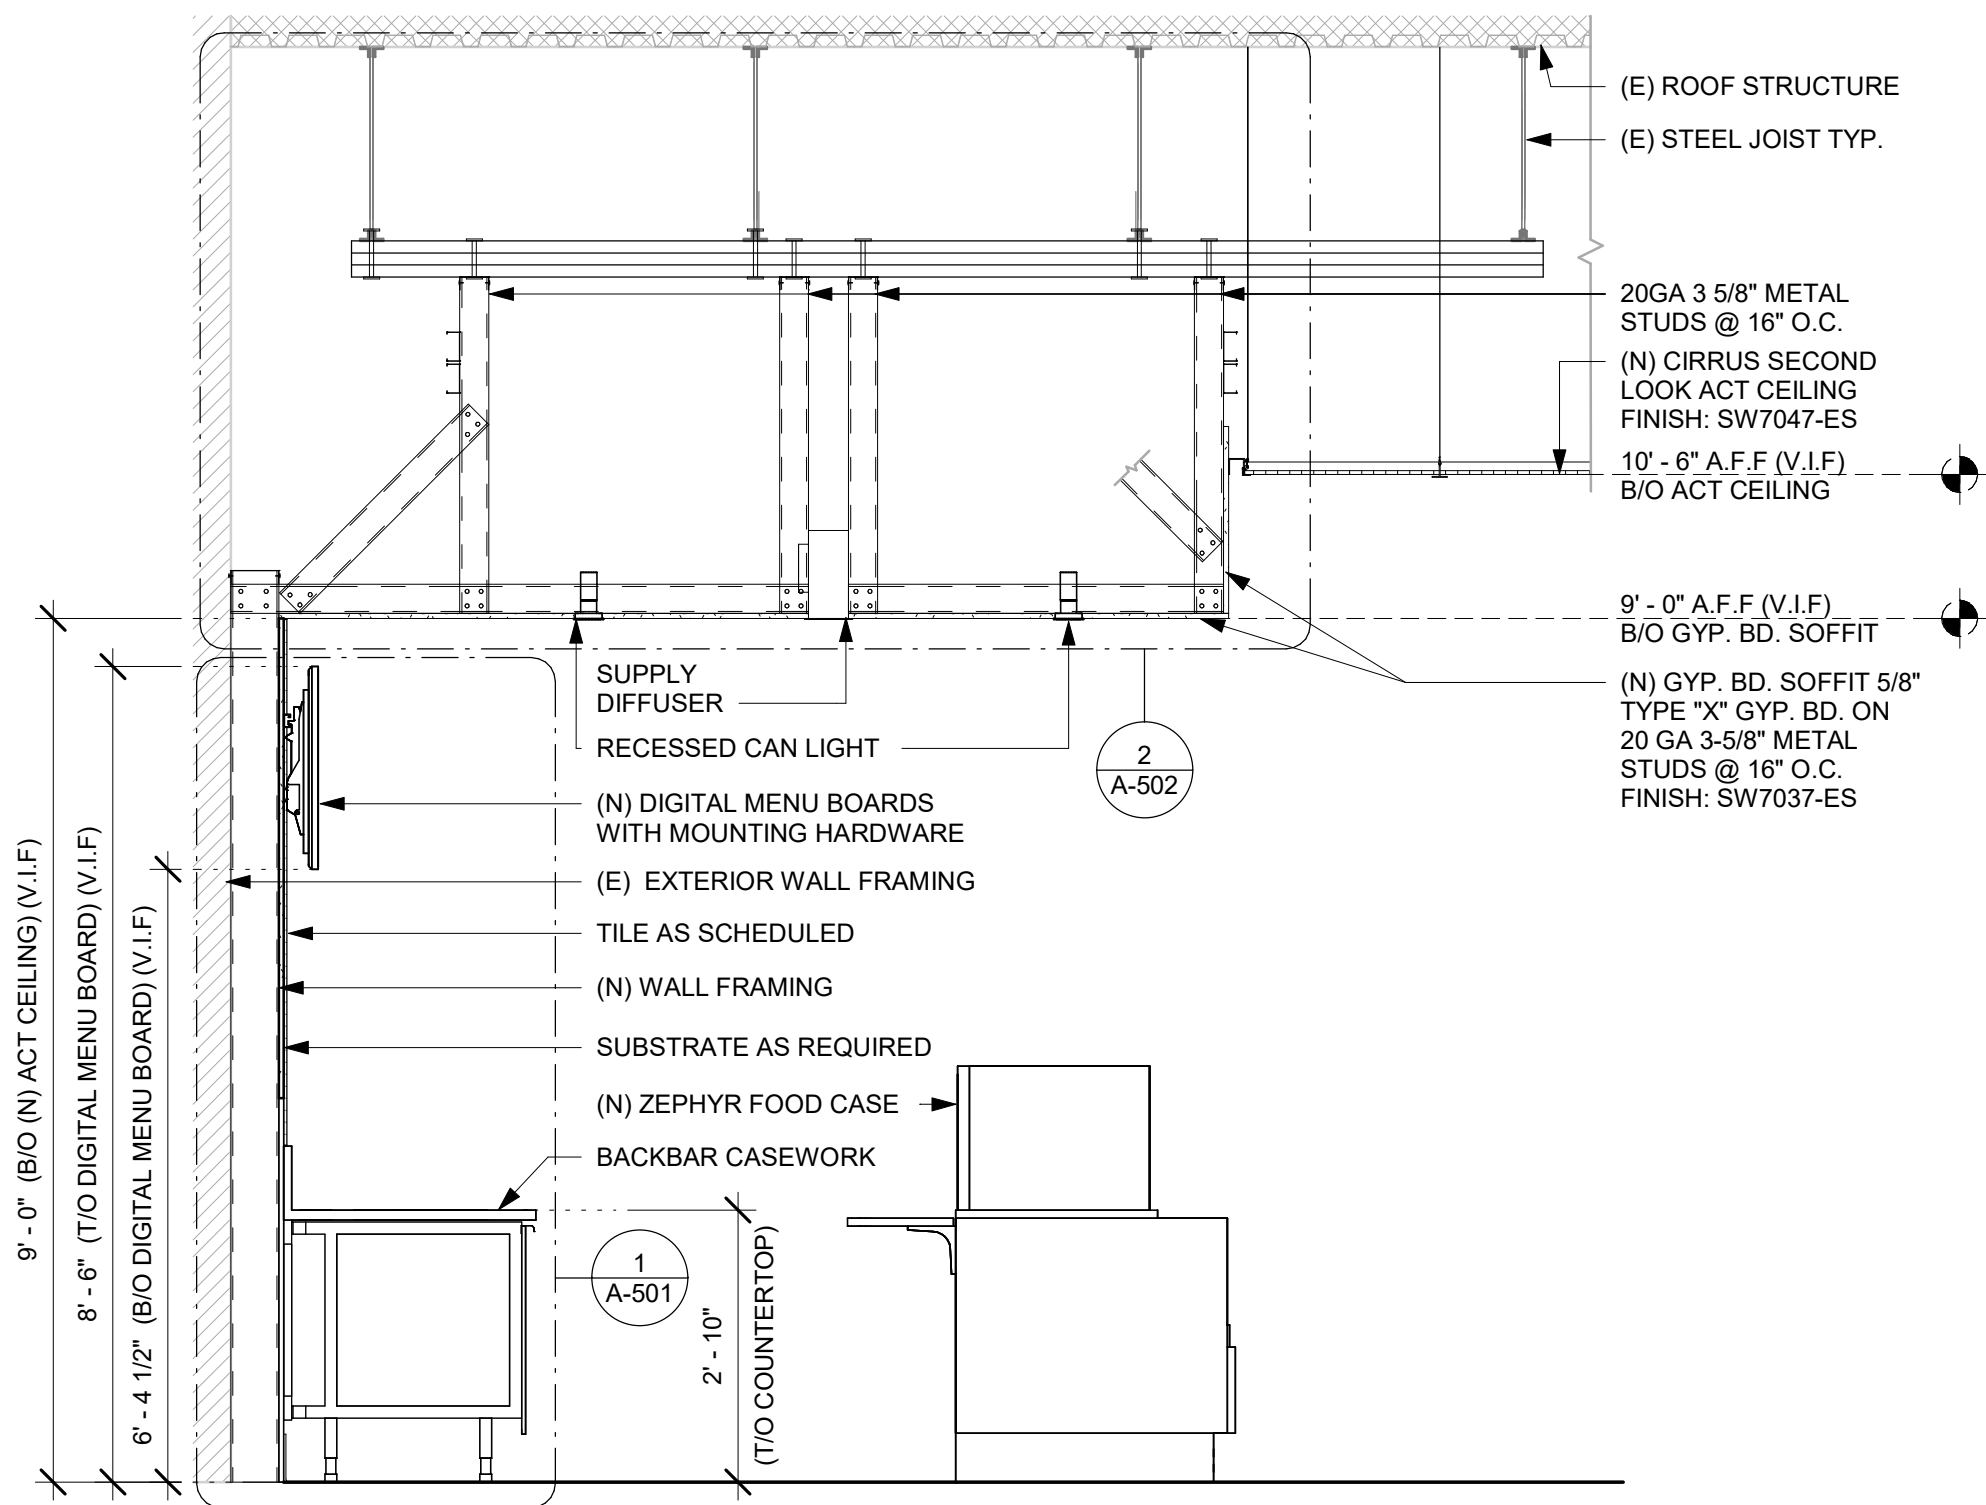 (E) ROOF STRUCTURE
(E) STEEL JOIST TYP.
20GA 3 5/8" METAL
STUDS @ 16" O.C.
(N) CIRRUS SECOND
LOOK ACT CEILING
FINISH: SW7047-ES
10' - 6" A.F.F (V.I.F)
B/O ACT CEILING
9' - 0" A.F.F (V.I.F)
B/O GYP. BD. SOFFIT
(N) GYP. BD. SOFFIT 5/8"
TYPE "X" GYP. BD. ON
20 GA 3-5/8" METAL
STUDS @ 16" O.C.
FINISH: SW7037-ES
SUPPLY
DIFFUSER
RECESSED CAN LIGHT
2
A-502
(N) DIGITAL MENU BOARDS
WITH MOUNTING HARDWARE
(E) EXTERIOR WALL FRAMING
TILE AS SCHEDULED
(N) WALL FRAMING
SUBSTRATE AS REQUIRED
(N) ZEPHYR FOOD CASE
BACKBAR CASEWORK
1
A-501
9' - 0" (B/O (N) ACT CEILING) (V.I.F)
8' - 6" (T/O DIGITAL MENU BOARD) (V.I.F)
6' - 4 1/2" (B/O DIGITAL MENU BOARD) (V.I.F)
2' - 10"
(T/O COUNTERTOP)